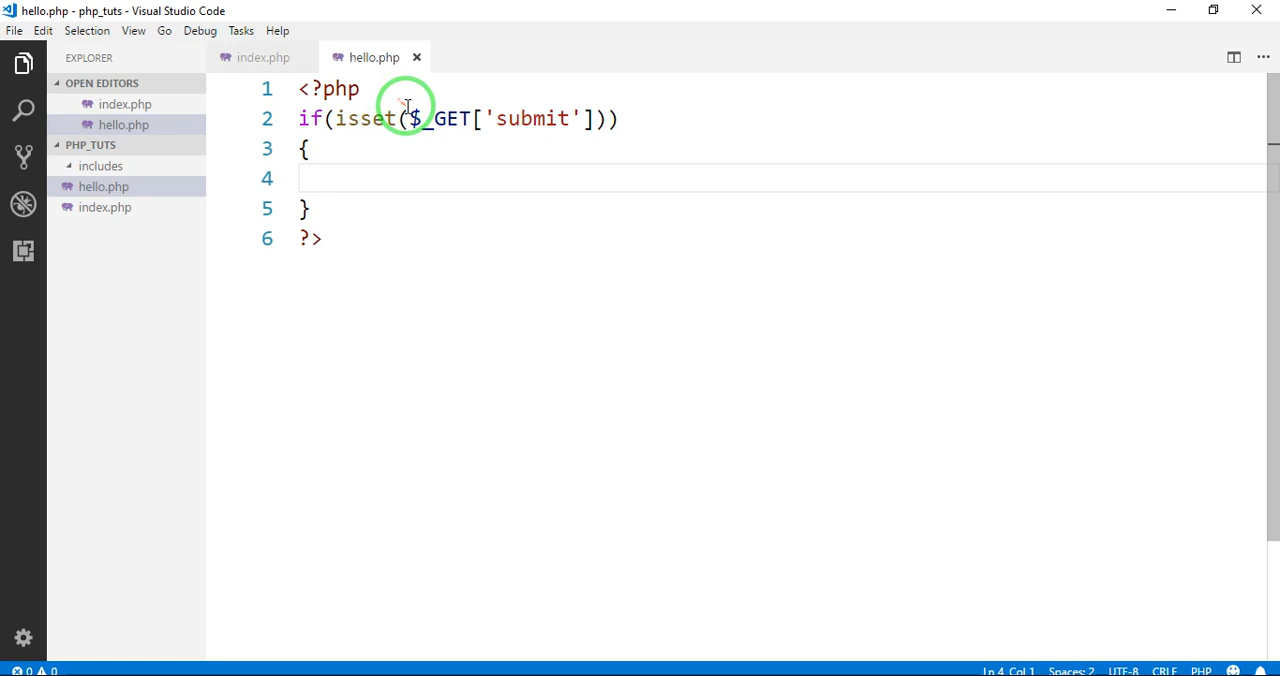 hello.php - php_tuts - Visual Studio Code
File Edit Selection View Go Debug Tasks Help
EXPLORER
index.php
hello.php
OPEN EDITORS
index.php
hello.php
PHP_TUTS
includes
hello.php
index.php
1 <?php
2 if(isset($_GET['submit']))
3 {
4
5 }
6 ?>
0 0
Ln 4, Col 1 Spaces: 2 UTF-8 CRLF PHP